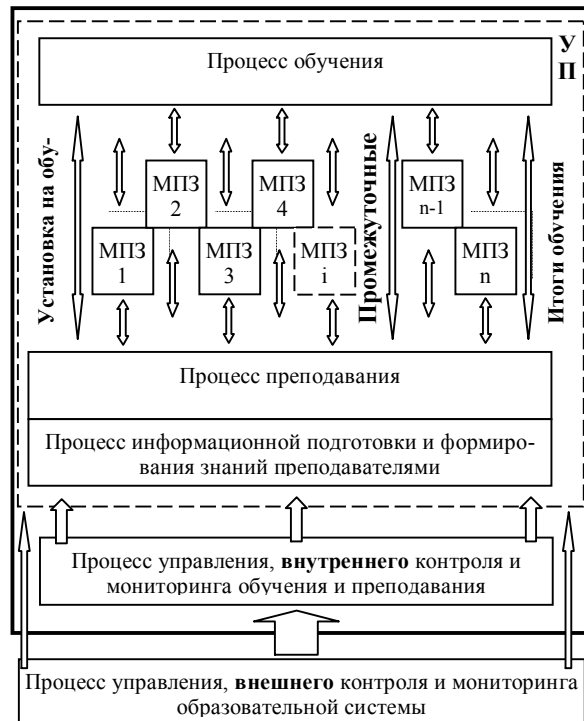 У
П
Процесс обучения
Установка на обу-
МПЗ
2
МПЗ
4
МПЗ
n-1
МПЗ
1
МПЗ
3
МПЗ
i
МПЗ
n
Промежуточные
Итоги обучения
Процесс преподавания
Процесс информационной подготовки и формиро-
вания знаний преподавателями
Процесс управления, внутреннего контроля и
мониторинга обучения и преподавания
Процесс управления, внешнего контроля и мониторинга
образовательной системы